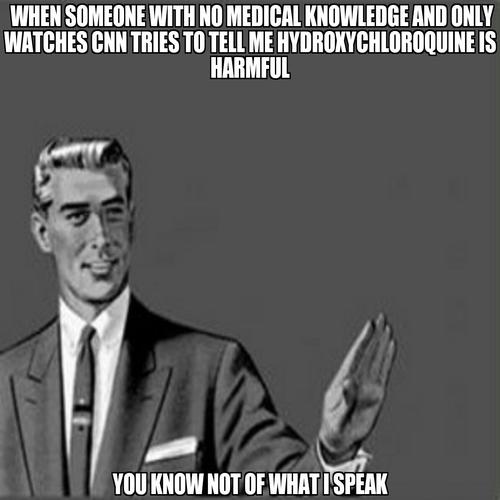 WHEN SOMEONE WITH NO MEDICAL KNOWLEDGE AND ONLY
WATCHES CNN TRIES TO TELL ME HYDROXYCHLOROQUINE IS
HARMFUL
YOU KNOW NOT OF WHAT I SPEAK